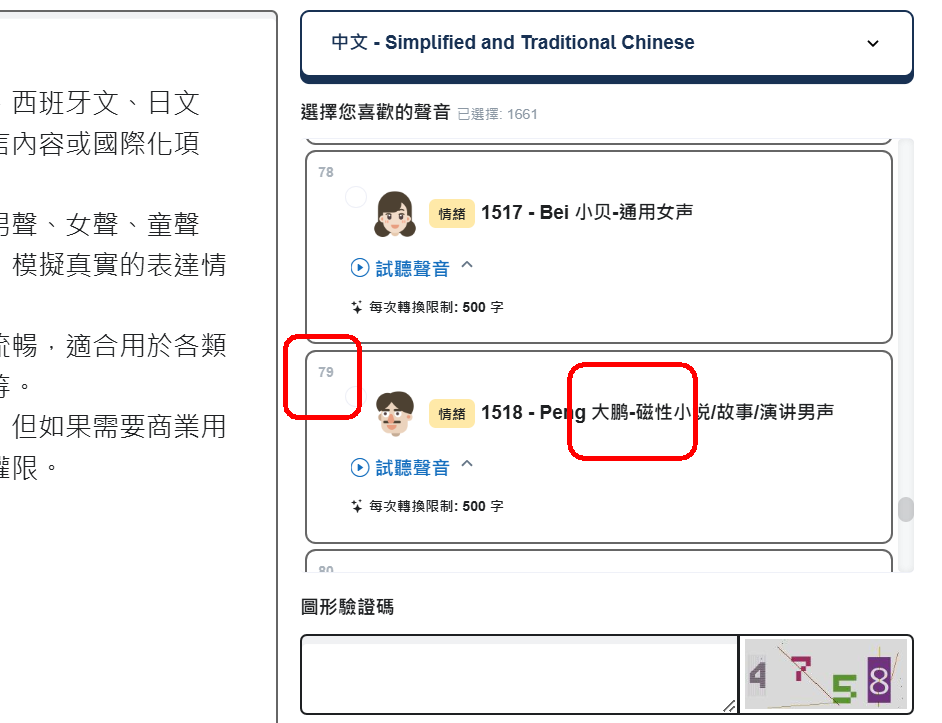 中文 - Simplified and Traditional Chinese
西班牙文、日文
言內容或國際化項
男聲、女聲、童聲
模擬真實的表達情
流暢，適合用於各類
等。
但如果需要商業用
權限。
選擇您喜歡的聲音 已選擇: 1661
78
情緒 1517 - Bei 小贝-通用女声
試聽聲音
每次轉換限制: 500 字
79
情緒 1518 - Peng 大鹏-磁性小说/故事/演讲男声
試聽聲音
每次轉換限制: 500 字
80
圖形驗證碼
4758